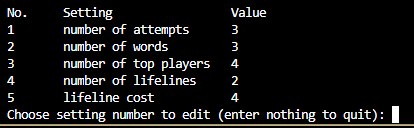 No. Setting Value
1 number of attempts 3
2 number of words 3
3 number of top players 4
4 number of lifelines 2
5 lifeline cost 4
Choose setting number to edit (enter nothing to quit):